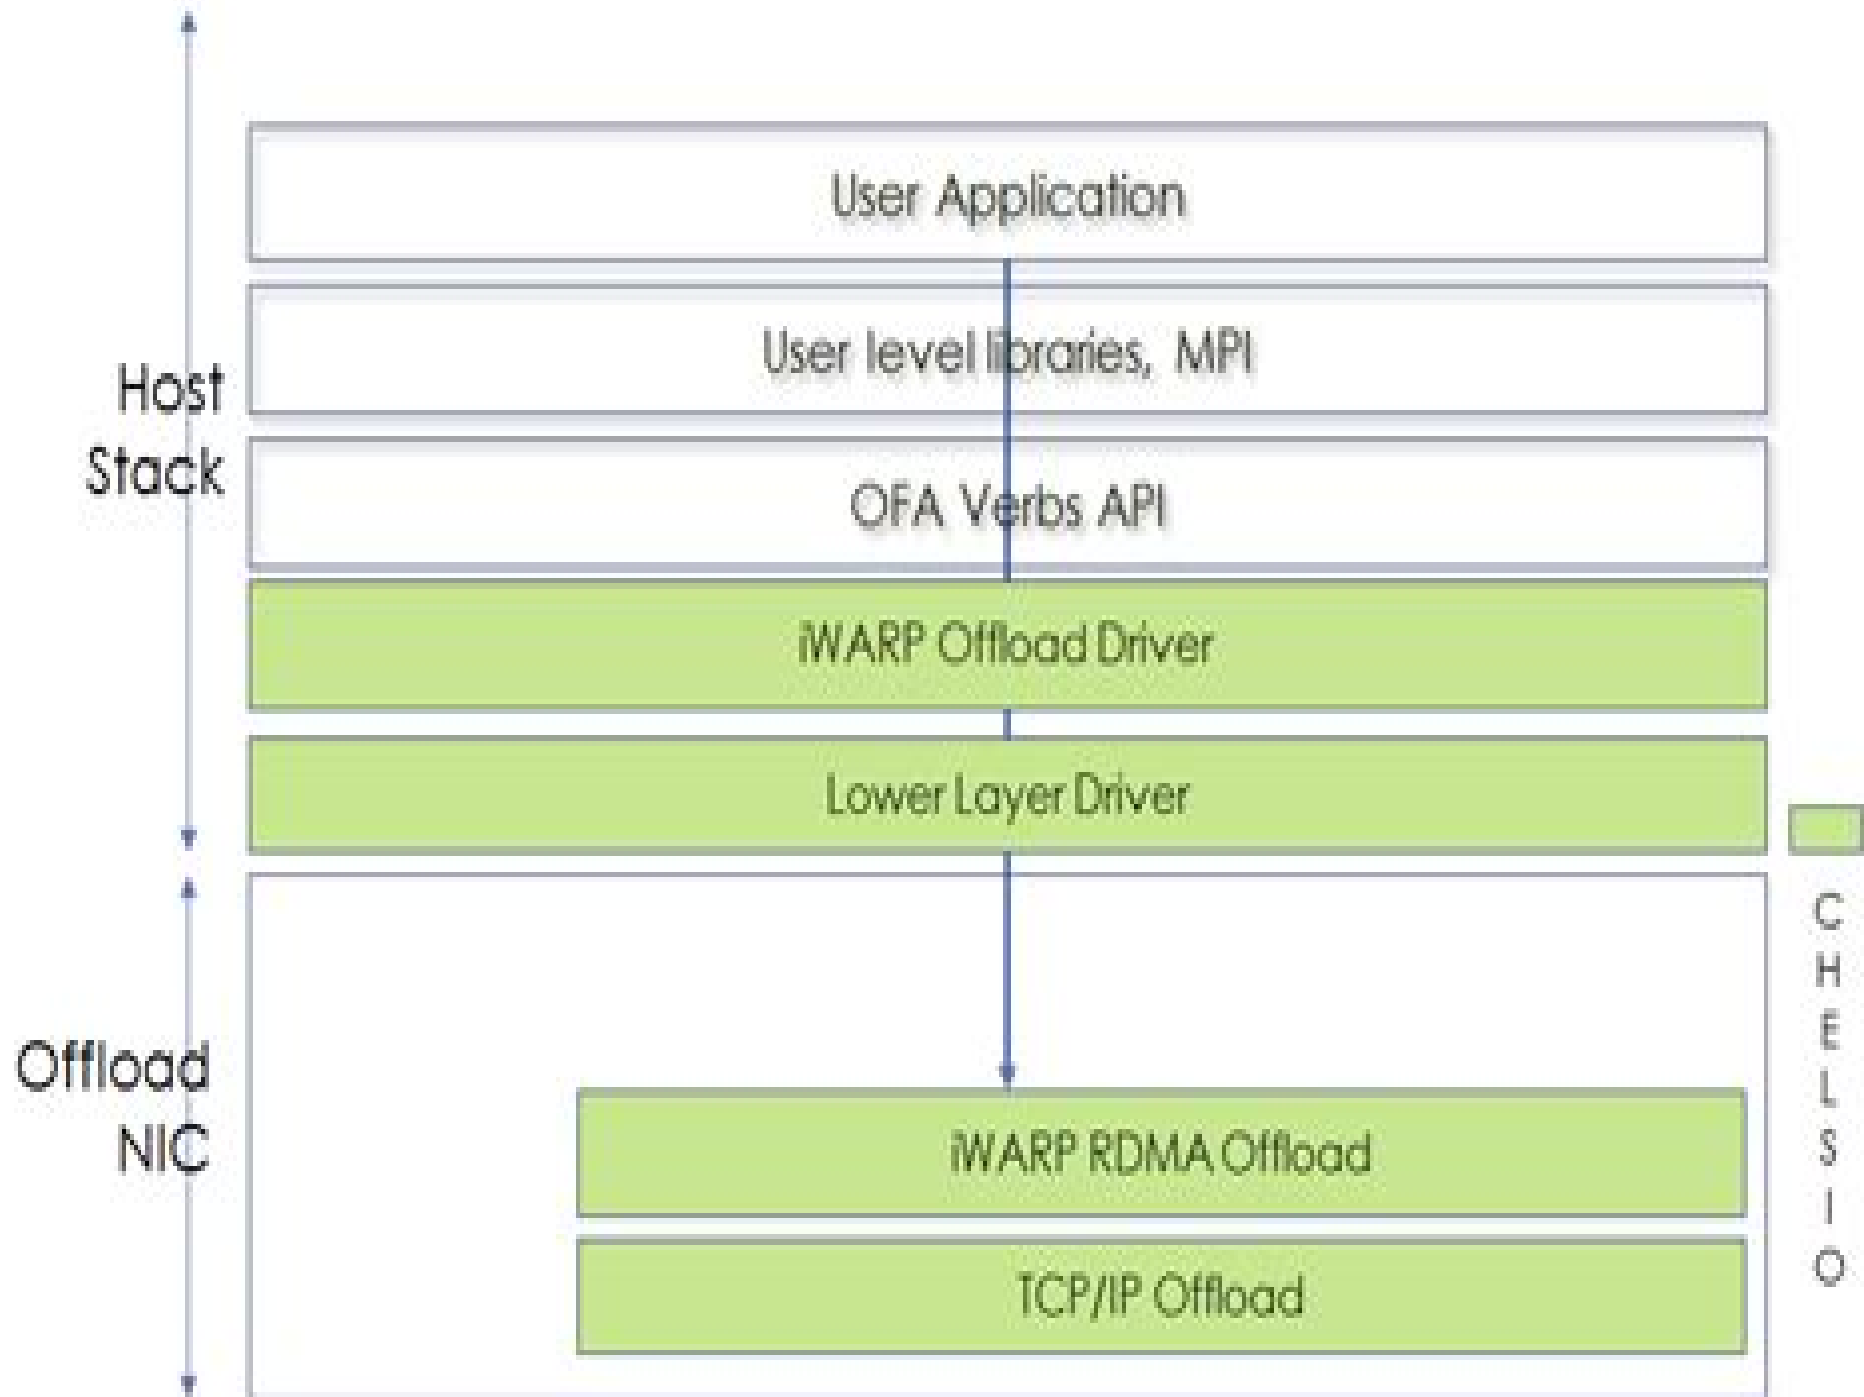 User Application
User level libraries, MPI
Host
Stack
OFA Verbs API
iWARP Offload Driver
Lower Layer Driver
Offload
NIC
iWARP RDMA Offload
TCP/IP Offload
CHELSIO